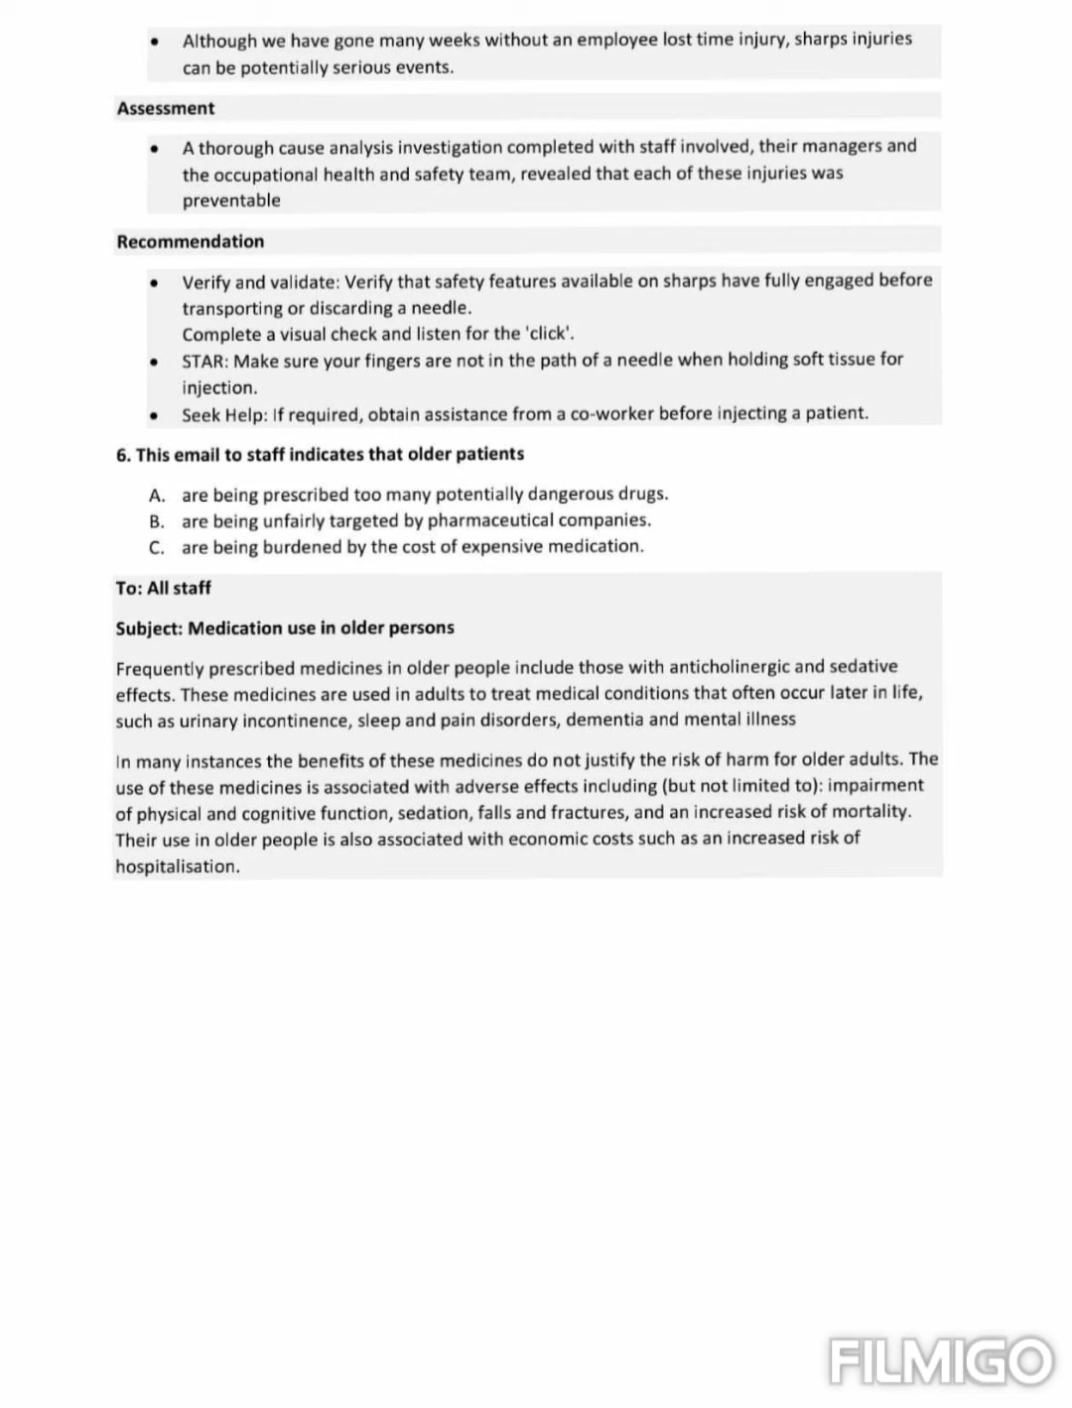 • Although we have gone many weeks without an employee lost time injury, sharps injuries
can be potentially serious events.
Assessment
• A thorough cause analysis investigation completed with staff involved, their managers and
the occupational health and safety team, revealed that each of these injuries was
preventable
Recommendation
• Verify and validate: Verify that safety features available on sharps have fully engaged before
transporting or discarding a needle.
Complete a visual check and listen for the 'click'.
• STAR: Make sure your fingers are not in the path of a needle when holding soft tissue for
injection.
• Seek Help: If required, obtain assistance from a co-worker before injecting a patient.
6. This email to staff indicates that older patients
A. are being prescribed too many potentially dangerous drugs.
B. are being unfairly targeted by pharmaceutical companies.
C. are being burdened by the cost of expensive medication.
To: All staff
Subject: Medication use in older persons
Frequently prescribed medicines in older people include those with anticholinergic and sedative
effects. These medicines are used in adults to treat medical conditions that often occur later in life,
such as urinary incontinence, sleep and pain disorders, dementia and mental illness
In many instances the benefits of these medicines do not justify the risk of harm for older adults. The
use of these medicines is associated with adverse effects including (but not limited to): impairment
of physical and cognitive function, sedation, falls and fractures, and an increased risk of mortality.
Their use in older people is also associated with economic costs such as an increased risk of
hospitalisation.
FILMIGO